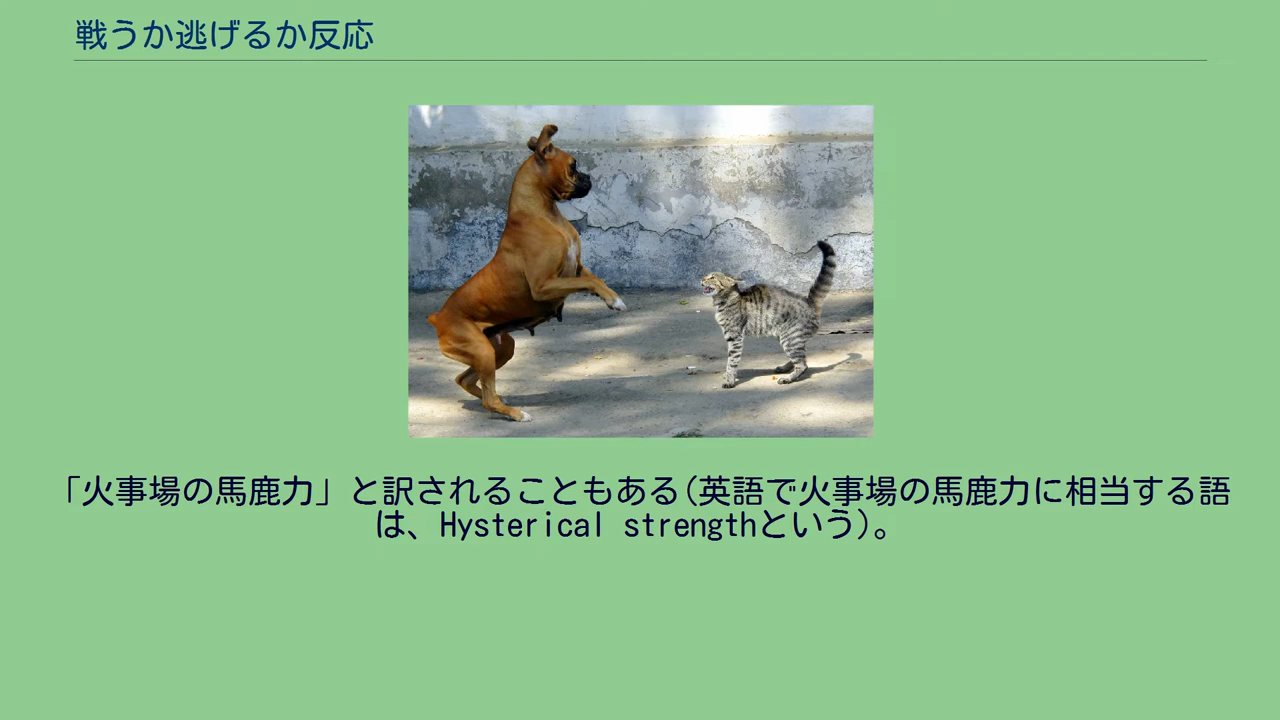 戦うか逃げるか反応
「火事場の馬鹿力」と訳されることもある(英語で火事場の馬鹿力に相当する語
は、Hysterical strengthという)。